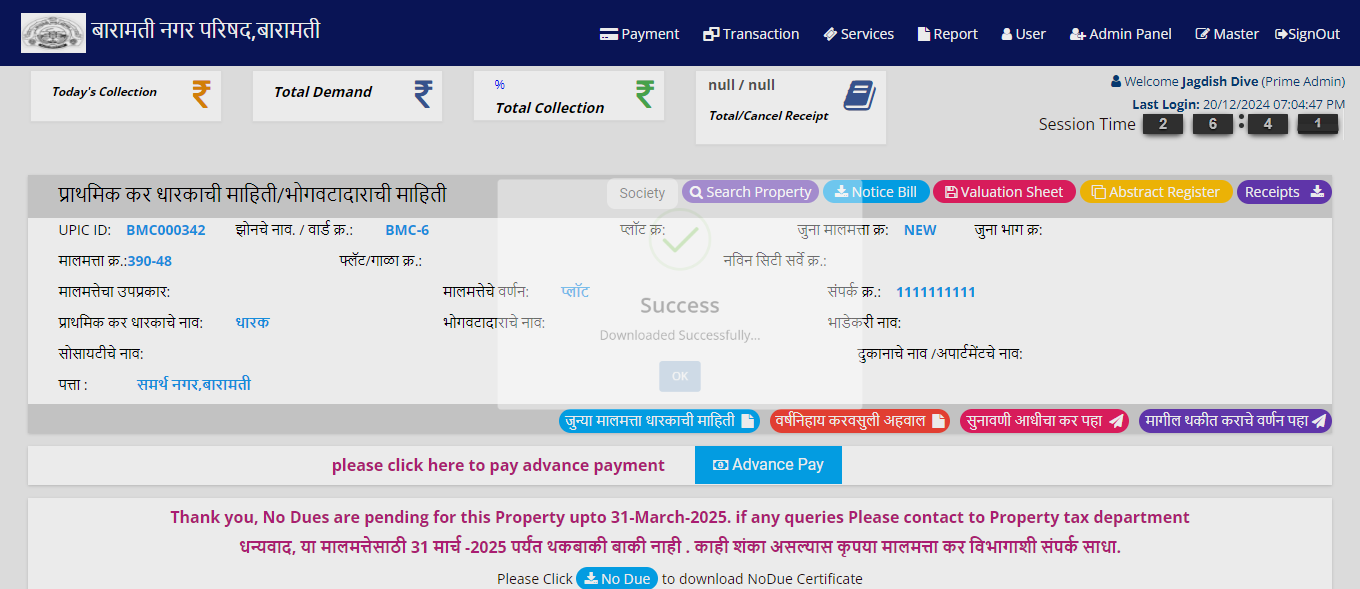 बारामती नगर परिषद,बारामती
Payment Transaction Services Report User Admin Panel Master SignOut
Today's Collection
Total Demand
%
Total Collection
null / null
Total/Cancel Receipt
Welcome Jagdish Dive (Prime Admin)
Last Login: 20/12/2024 07:04:47 PM
Session Time 2 6 : 4 1
प्राथमिक कर धारकाची माहिती/भोगवटादाराची माहिती Society Search Property Notice Bill Valuation Sheet Abstract Register Receipts
UPIC ID: BMC000342 झोनचे नाव. / वार्ड क्र.: BMC-6 प्लॉट क्र: जुना मालमत्ता क्र: NEW जुना भाग क्र:
मालमत्ता क्र.:390-48 फ्लॅट/गाळा क्र.: नविन सिटी सर्वे क्र.:
मालमत्तेचा उपप्रकार: मालमत्तेचे वर्णन: प्लॉट संपर्क क्र.: 1111111111
प्राथमिक कर धारकाचे नाव: धारक भोगवटादाराचे नाव: भाडेकरी नाव:
सोसायटीचे नाव: दुकानाचे नाव /अपार्टमेंटचे नाव:
पत्ता : समर्थ नगर,बारामती
Success
Downloaded Successfully...
OK
जुन्या मालमत्ता धारकाची माहिती वर्षनिहाय करवसुली अहवाल सुनावणी आधीचा कर पहा मागील थकीत कराचे वर्णन पहा
please click here to pay advance payment Advance Pay
Thank you, No Dues are pending for this Property upto 31-March-2025. if any queries Please contact to Property tax department
धन्यवाद, या मालमत्तेसाठी 31 मार्च -2025 पर्यंत थकबाकी बाकी नाही . काही शंका असल्यास कृपया मालमत्ता कर विभागाशी संपर्क साधा.
Please Click No Due to download NoDue Certificate